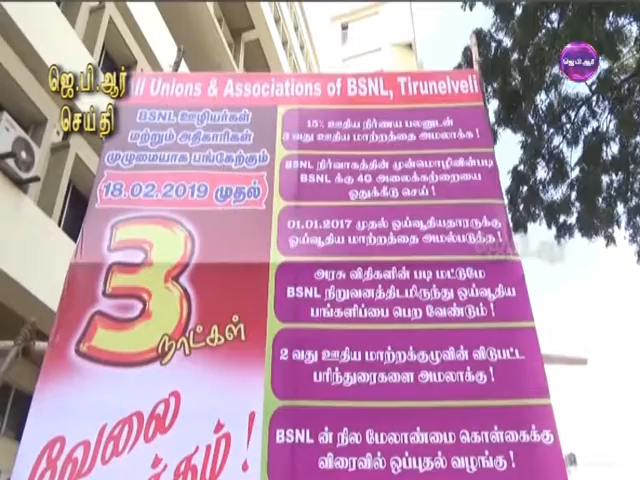 ஜெ.பி.ஆர்
செய்தி
ஜெ.பி.ஆர்
All Unions & Associations of BSNL, Tirunelveli
BSNL ஊழியர்கள்
மற்றும் அதிகாரிகள்
முழுமையாக பங்கேற்கும்
18.02.2019 முதல்
3
நாட்கள்
வேலை
15% ஊதிய நிர்ணய பலனுடன்
3 வது ஊதிய மாற்றத்தை அமலாக்க !
BSNL நிர்வாகத்தின் முன்மொழிவின்படி
BSNL க்கு 4G அலைக்கற்றையை
ஒதுக்கீடு செய் !
01.01.2017 முதல் ஓய்வூதியதாரருக்கு
ஓய்வூதிய மாற்றத்தை அமல்படுத்த !
அரசு விதிகளின் படி மட்டுமே
BSNL நிறுவனத்திடமிருந்து ஓய்வூதிய
பங்களிப்பை பெற வேண்டும் !
2 வது ஊதிய மாற்றக்குழுவின் விடுபட்ட
பரிந்துரைகளை அமலாக்கு !
BSNL ன் நில மேலாண்மை கொள்கைக்கு
விரைவில் ஒப்புதல் வழங்கு !